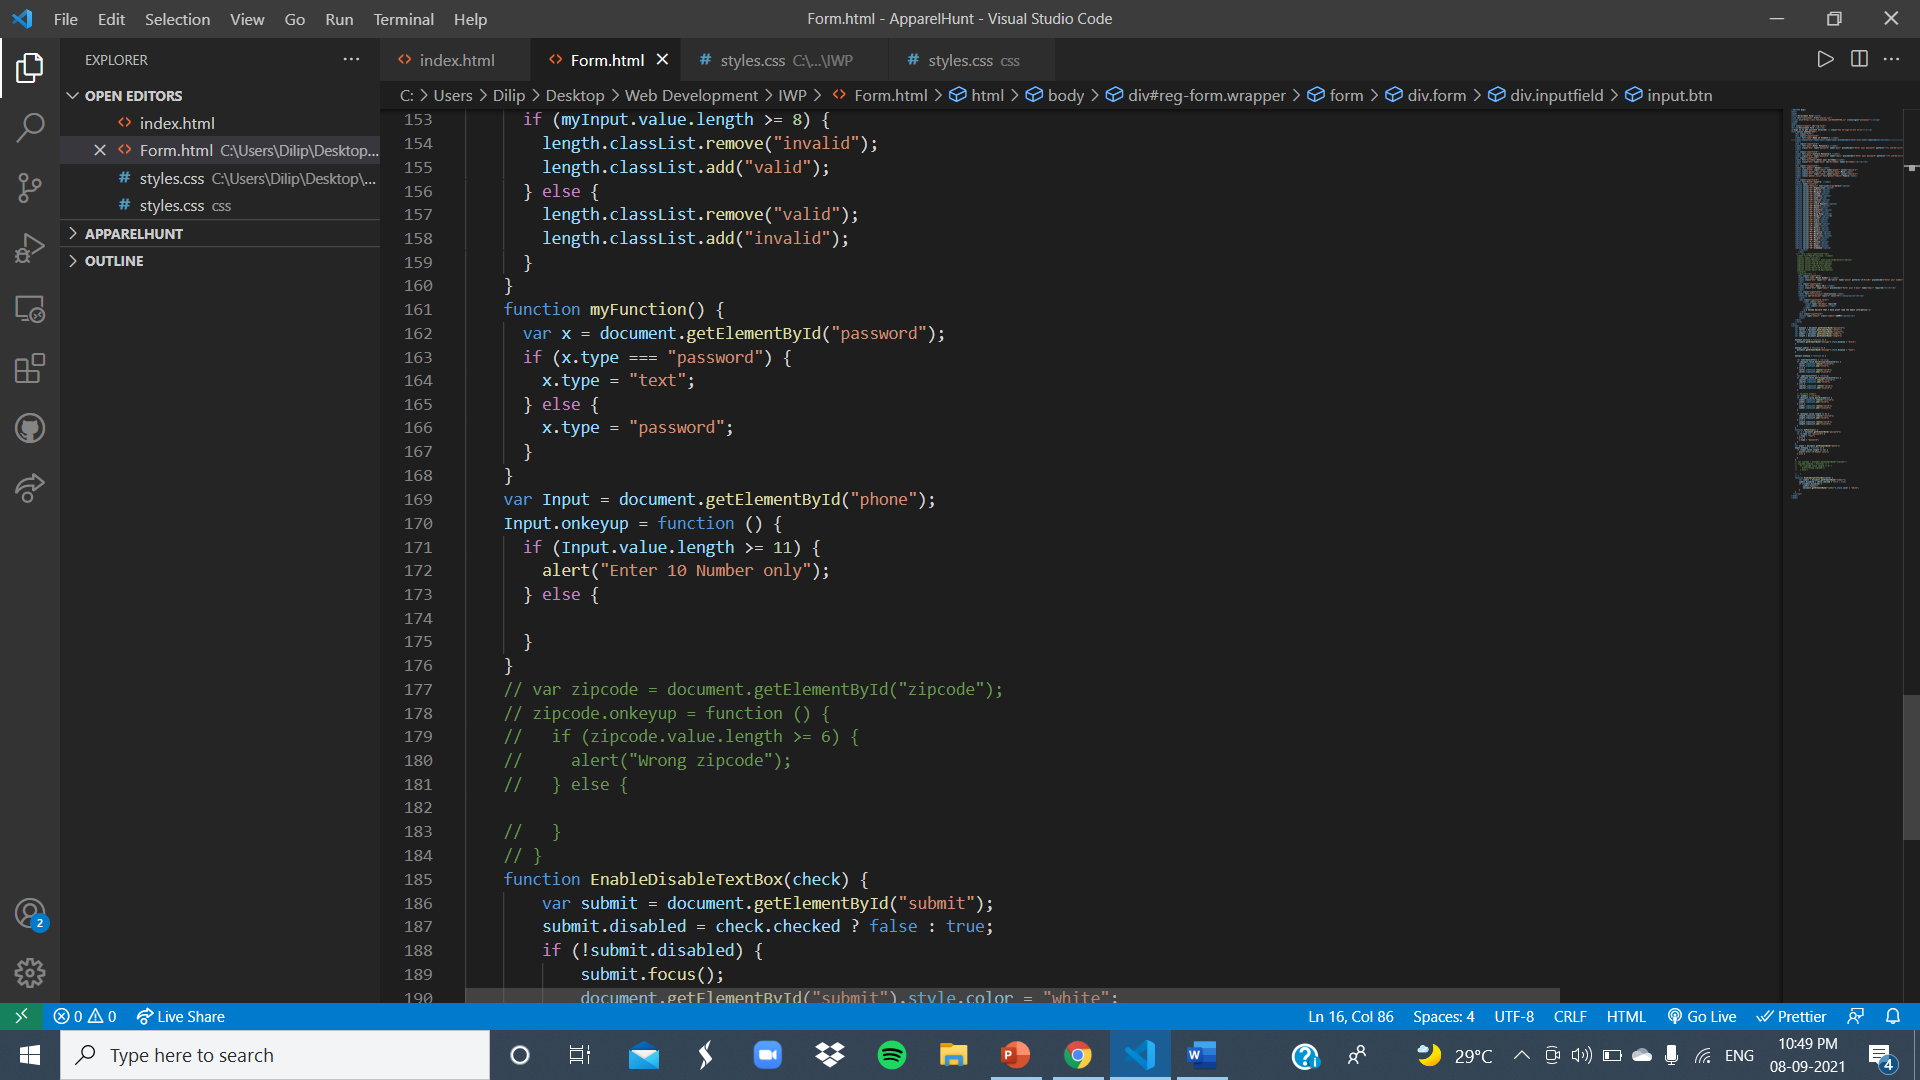 File Edit Selection View Go Run Terminal Help
Form.html - ApparelHunt - Visual Studio Code
EXPLORER
OPEN EDITORS
index.html
Form.html C:\Users\Dilip\Desktop...
styles.css C:\Users\Dilip\Desktop\...
styles.css css
APPARELHUNT
OUTLINE
index.html Form.html styles.css C:\...\IWP styles.css css
C: > Users > Dilip > Desktop > Web Development > IWP > Form.html > html > body > div#reg-form.wrapper > form > div.form > div.inputfield > input.btn
153 if (myInput.value.length >= 8) {
154 length.classList.remove("invalid");
155 length.classList.add("valid");
156 } else {
157 length.classList.remove("valid");
158 length.classList.add("invalid");
159 }
160 }
161 function myFunction() {
162 var x = document.getElementById("password");
163 if (x.type === "password") {
164 x.type = "text";
165 } else {
166 x.type = "password";
167 }
168 }
169 var Input = document.getElementById("phone");
170 Input.onkeyup = function () {
171 if (Input.value.length >= 11) {
172 alert("Enter 10 Number only");
173 } else {
174
175 }
176 }
177 // var zipcode = document.getElementById("zipcode");
178 // zipcode.onkeyup = function () {
179 // if (zipcode.value.length >= 6) {
180 // alert("Wrong zipcode");
181 // } else {
182
183 // }
184 // }
185 function EnableDisableTextBox(check) {
186 var submit = document.getElementById("submit");
187 submit.disabled = check.checked ? false : true;
188 if (!submit.disabled) {
189 submit.focus();
190 document.getElementById("submit").style.color = "white";
2
0 0 Live Share
Ln 16, Col 86 Spaces: 4 UTF-8 CRLF HTML Go Live Prettier
Type here to search
29°C ENG
10:49 PM
08-09-2021
4